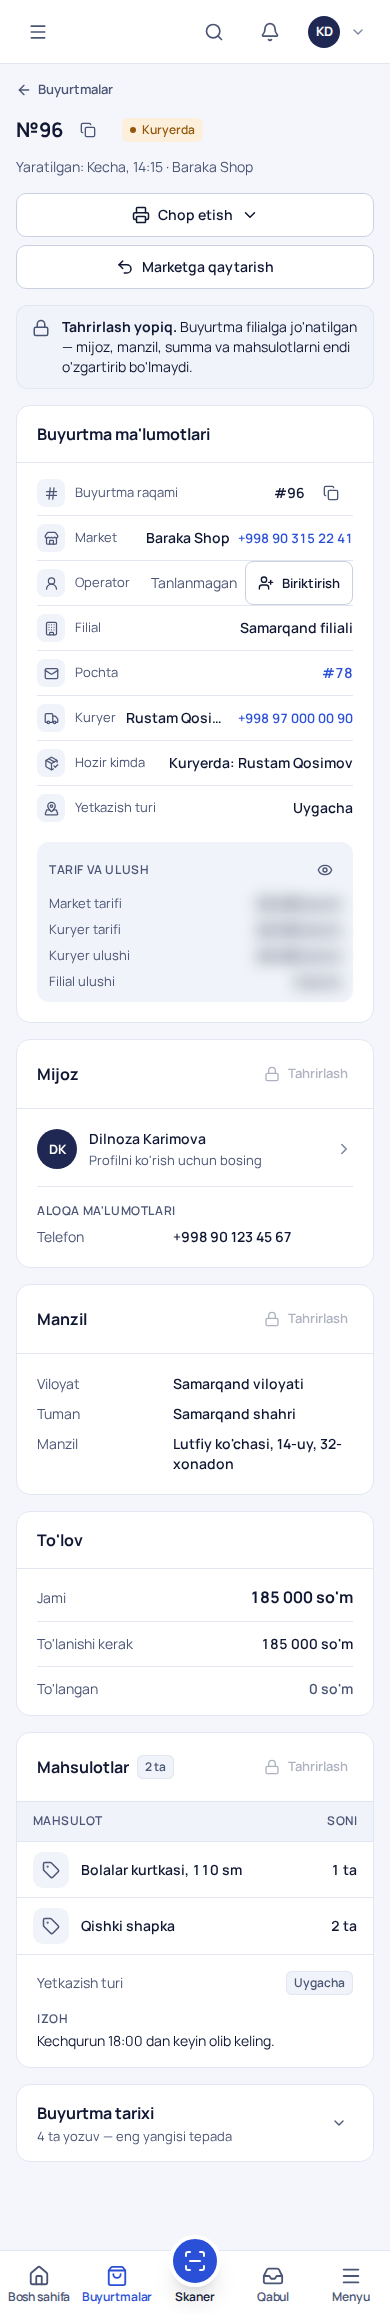 KD
Buyurtmalar
№96
Kuryerda
Yaratilgan: Kecha, 14:15 · Baraka Shop
Chop etish
Marketga qaytarish
Tahrirlash yopiq. Buyurtma filialga jo'natilgan
— mijoz, manzil, summa va mahsulotlarni endi
o'zgartirib bo'lmaydi.
Buyurtma ma'lumotlari
Buyurtma raqami #96
Market Baraka Shop +998 90 315 22 41
Operator Tanlanmagan Biriktirish
Filial Samarqand filiali
Pochta #78
Kuryer Rustam Qosi... +998 97 000 00 90
Hozir kimda Kuryerda: Rustam Qosimov
Yetkazish turi Uygacha
TARIF VA ULUSH
Market tarifi
Kuryer tarifi
Kuryer ulushi
Filial ulushi
Mijoz Tahrirlash
DK
Dilnoza Karimova
Profilni ko'rish uchun bosing
ALOQA MA'LUMOTLARI
Telefon +998 90 123 45 67
Manzil Tahrirlash
Viloyat Samarqand viloyati
Tuman Samarqand shahri
Manzil Lutfiy ko'chasi, 14-uy, 32-
xonadon
To'lov
Jami 185 000 so'm
To'lanishi kerak 185 000 so'm
To'langan 0 so'm
Mahsulotlar 2 ta Tahrirlash
MAHSULOT SONI
Bolalar kurtkasi, 110 sm 1 ta
Qishki shapka 2 ta
Yetkazish turi Uygacha
IZOH
Kechqurun 18:00 dan keyin olib keling.
Buyurtma tarixi
4 ta yozuv — eng yangisi tepada
Bosh sahifa Buyurtmalar Skaner Qabul Menyu